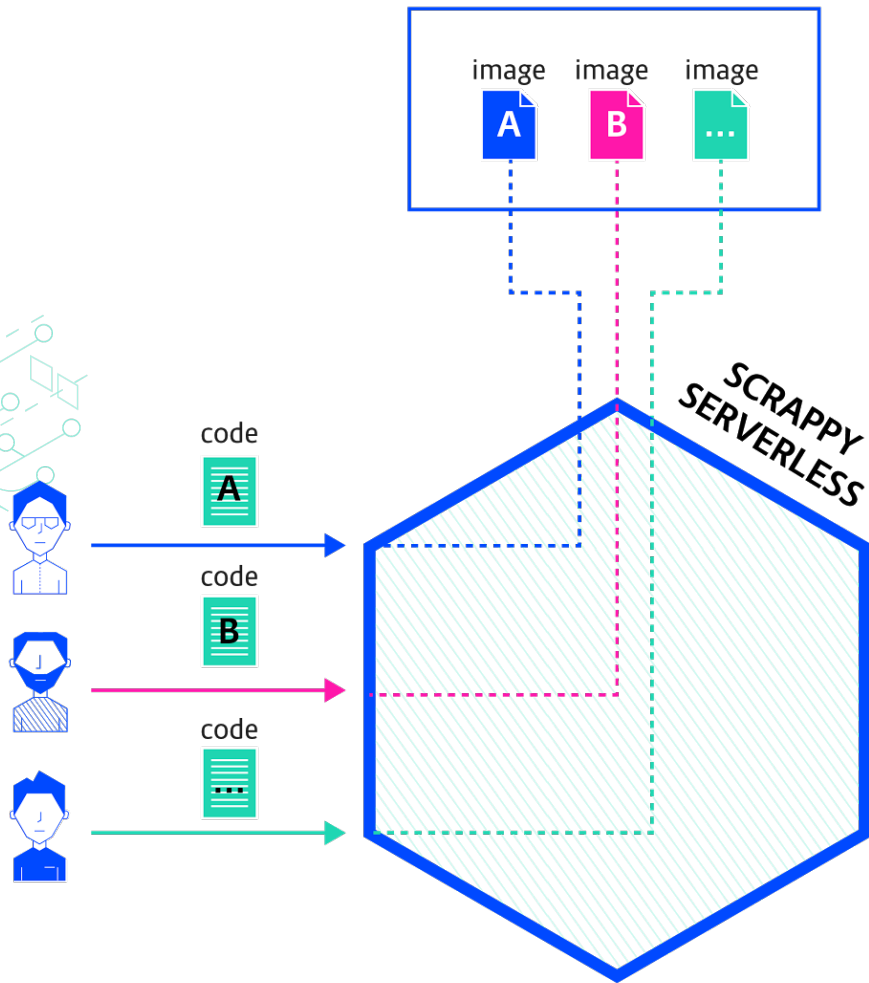 image image image
A B ...
SCRAPPY
SERVERLESS
code
A
code
B
code
...